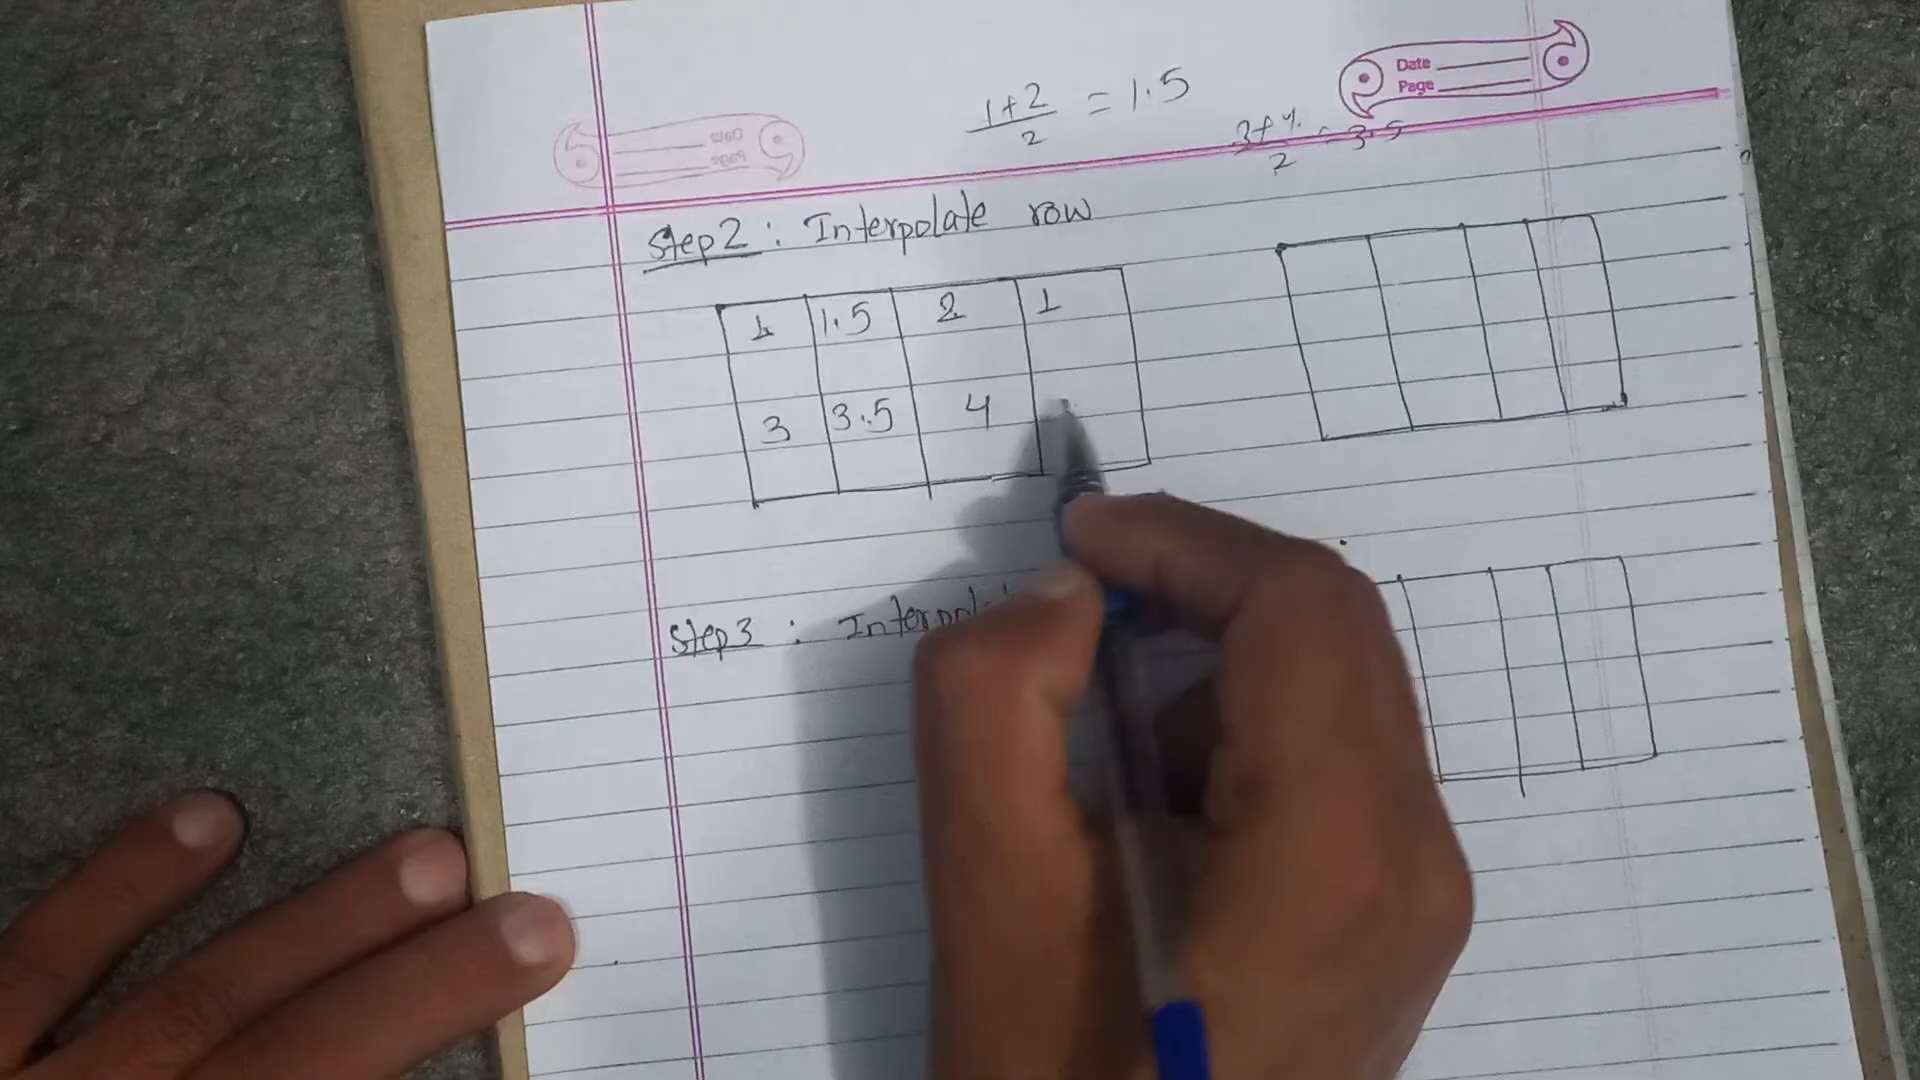 1+2
2
= 1.5
Date
Page
3+4
2
= 3.5
Step 2 : Interpolate row
1 1.5 2 1
3 3.5 4
Step 3 :